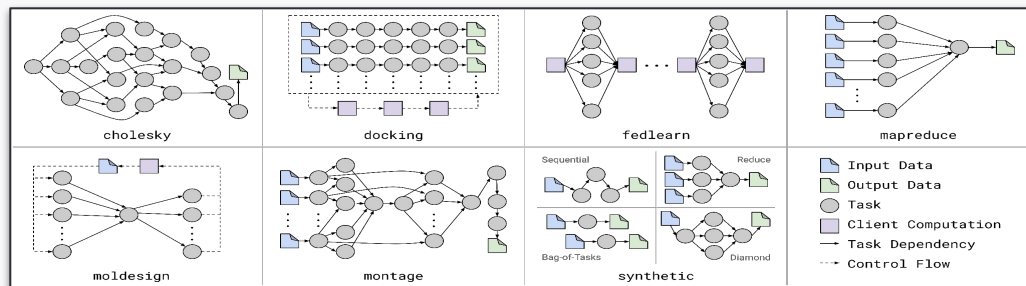 cholesky
docking
fedlearn
mapreduce
moldesign
montage
Sequential
Reduce
Bag-of-Tasks
Diamond
synthetic
Input Data
Output Data
Task
Client Computation
Task Dependency
Control Flow